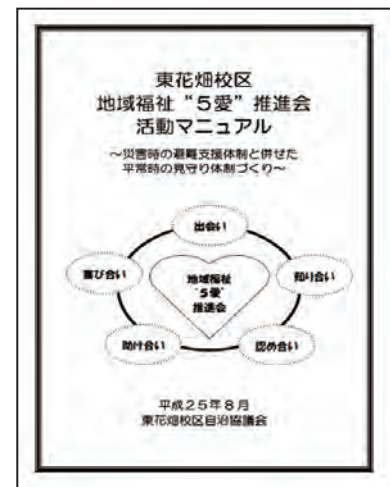 東花畑校区
地域福祉“５愛”推進会
活動マニュアル
～災害時の避難支援体制と併せた
平常時の見守り体制づくり～
出会い
喜び合い
知り合い
地域福祉
“５愛”
推進会
助け合い
認め合い
平成２５年８月
東花畑校区自治協議会